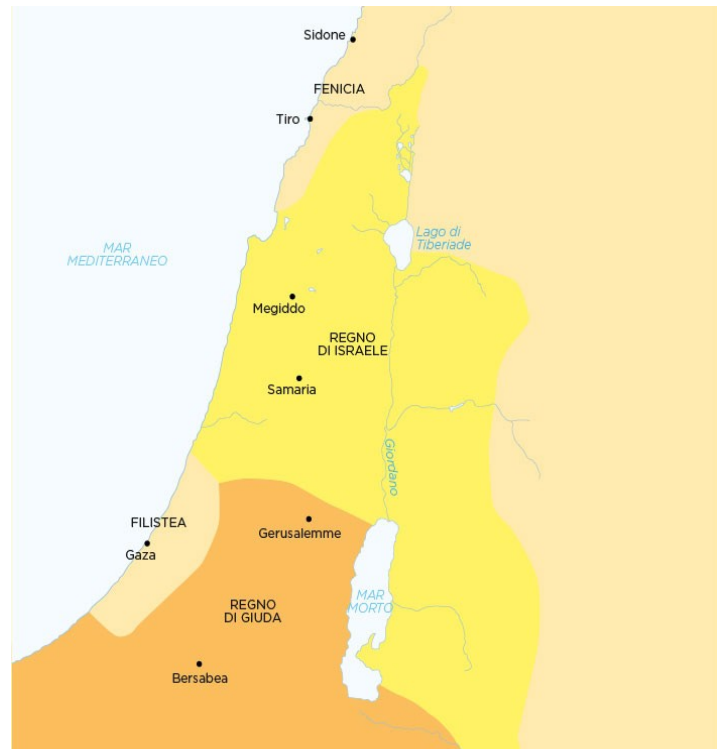 Sidone
FENICIA
Tiro
Lago di
Tiberiade
MAR
MEDITERRANEO
Megiddo
REGNO
DI ISRAELE
Samaria
Giordano
FILISTEA
Gerusalemme
Gaza
MAR
MORTO
REGNO
DI GIUDA
Bersabea